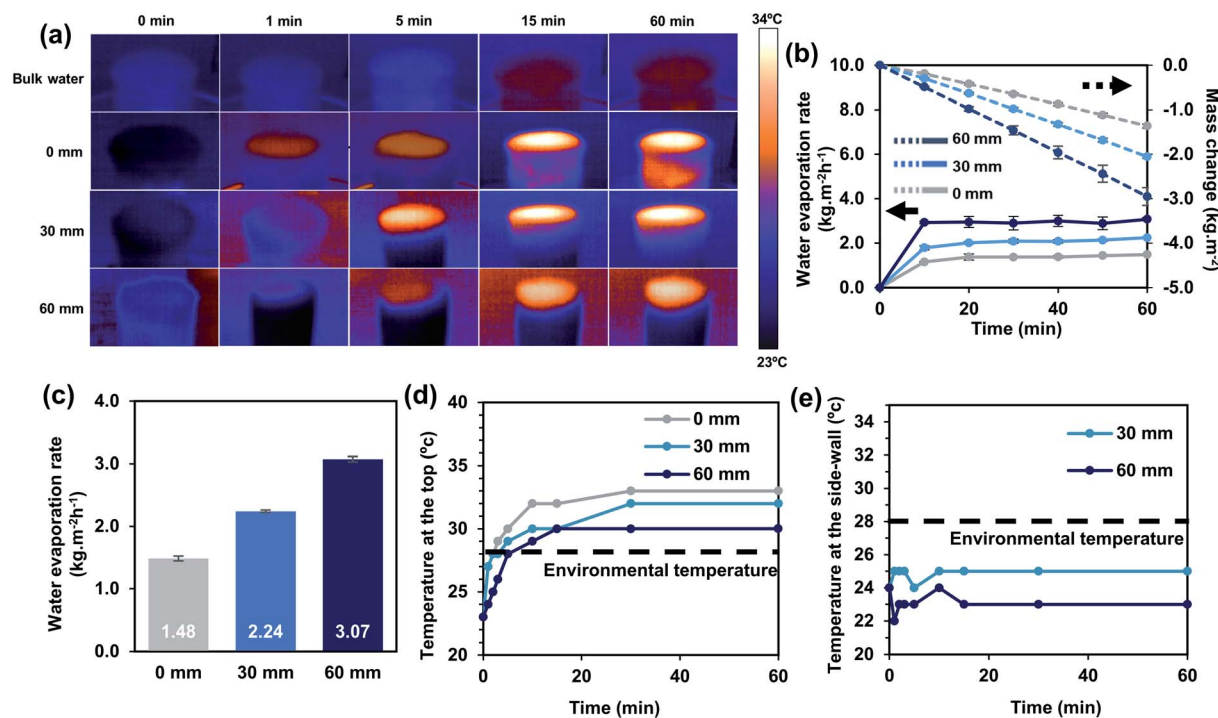 (a)
0 min 1 min 5 min 15 min 60 min
34ºC
Bulk water
0 mm
30 mm
60 mm
23ºC
(b)
Water evaporation rate
(kg.m-2h-1)
10.0
8.0
6.0
4.0
2.0
0.0
60 mm
30 mm
0 mm
0.0
-1.0
-2.0
-3.0
-4.0
-5.0
Mass change (kg.m-2)
0 20 40 60
Time (min)
(c)
Water evaporation rate
(kg.m-2h-1)
4.0
3.0
2.0
1.0
0.0
1.48 2.24 3.07
0 mm 30 mm 60 mm
(d)
Temperature at the top (ºc)
40
35
30
25
20
0 mm
30 mm
60 mm
Environmental temperature
0 20 40 60
Time (min)
(e)
Temperature at the side-wall (ºc)
34
32
30
28
26
24
22
20
30 mm
60 mm
Environmental temperature
0 20 40 60
Time (min)